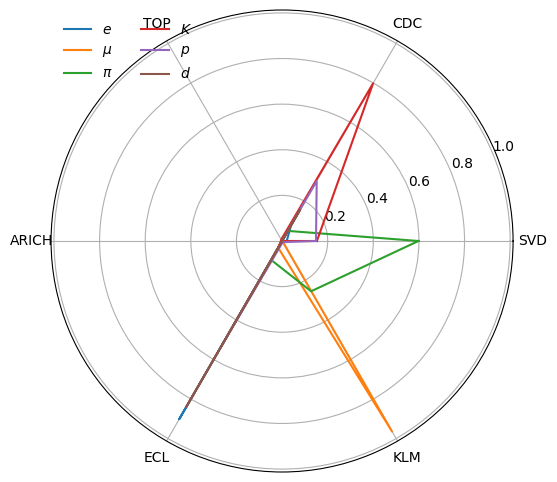 TOP
CDC
e K
μ p
π d
1.0
0.8
0.6
0.4
0.2
ARICH
SVD
ECL
KLM